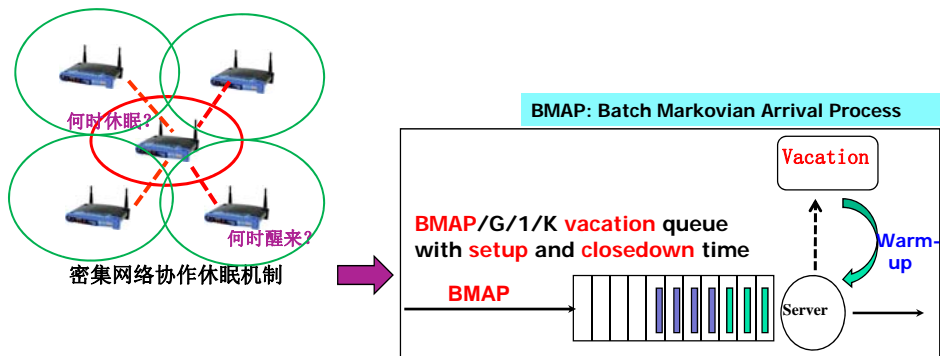 何时休眠?
何时醒来?
密集网络协作休眠机制
BMAP: Batch Markovian Arrival Process
Vacation
BMAP/G/1/K vacation queue
with setup and closedown time
Warm-
up
BMAP
Server